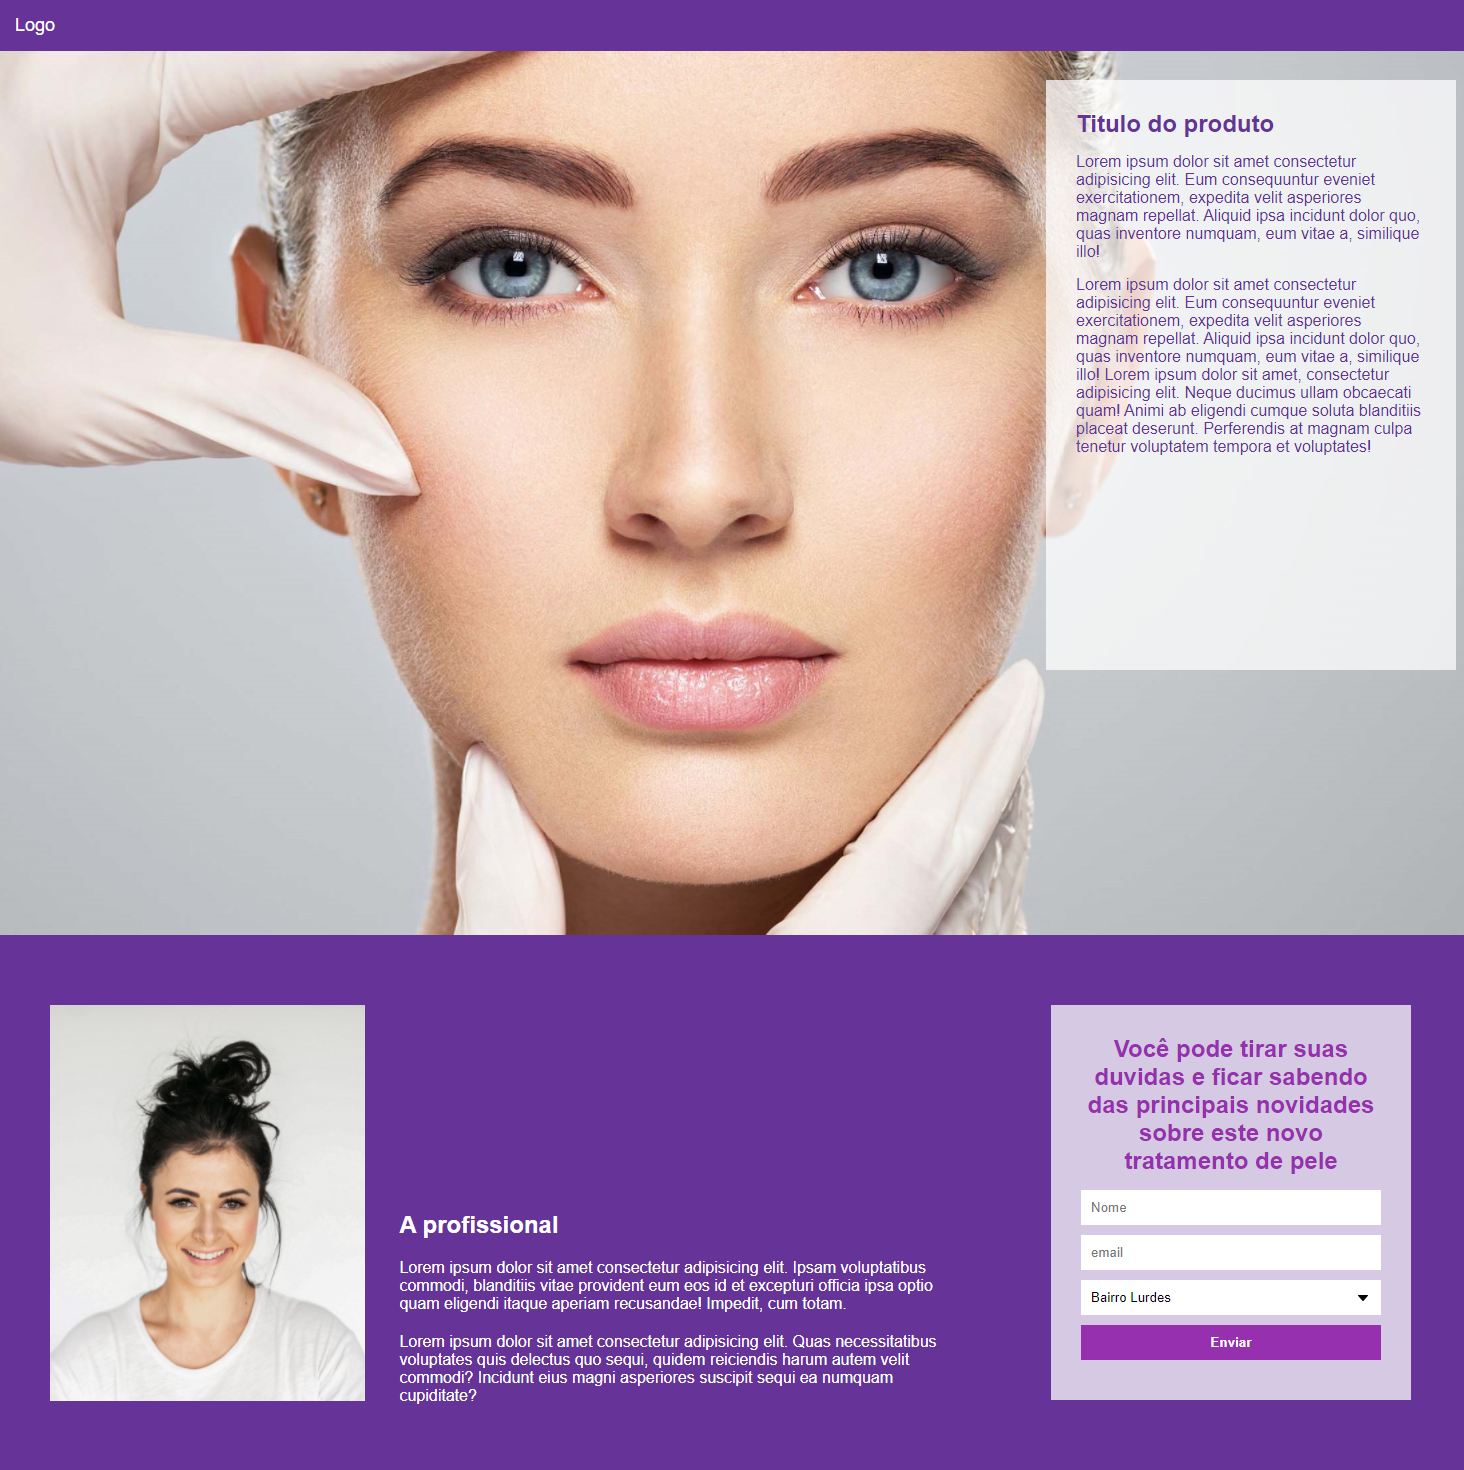 Logo
Titulo do produto
Lorem ipsum dolor sit amet consectetur
adipisicing elit. Eum consequuntur eveniet
exercitationem, expedita velit asperiores
magnam repellat. Aliquid ipsa incidunt dolor quo,
quas inventore numquam, eum vitae a, similique
illo!
Lorem ipsum dolor sit amet consectetur
adipisicing elit. Eum consequuntur eveniet
exercitationem, expedita velit asperiores
magnam repellat. Aliquid ipsa incidunt dolor quo,
quas inventore numquam, eum vitae a, similique
illo! Lorem ipsum dolor sit amet, consectetur
adipisicing elit. Neque ducimus ullam obcaecati
quam! Animi ab eligendi cumque soluta blanditiis
placeat deserunt. Perferendis at magnam culpa
tenetur voluptatem tempora et voluptates!
A profissional
Lorem ipsum dolor sit amet consectetur adipisicing elit. Ipsam voluptatibus
commodi, blanditiis vitae provident eum eos id et excepturi officia ipsa optio
quam eligendi itaque aperiam recusandae! Impedit, cum totam.
Lorem ipsum dolor sit amet consectetur adipisicing elit. Quas necessitatibus
voluptates quis delectus quo sequi, quidem reiciendis harum autem velit
commodi? Incidunt eius magni asperiores suscipit sequi ea numquam
cupiditate?
Você pode tirar suas
duvidas e ficar sabendo
das principais novidades
sobre este novo
tratamento de pele
Nome
email
Bairro Lurdes
Enviar